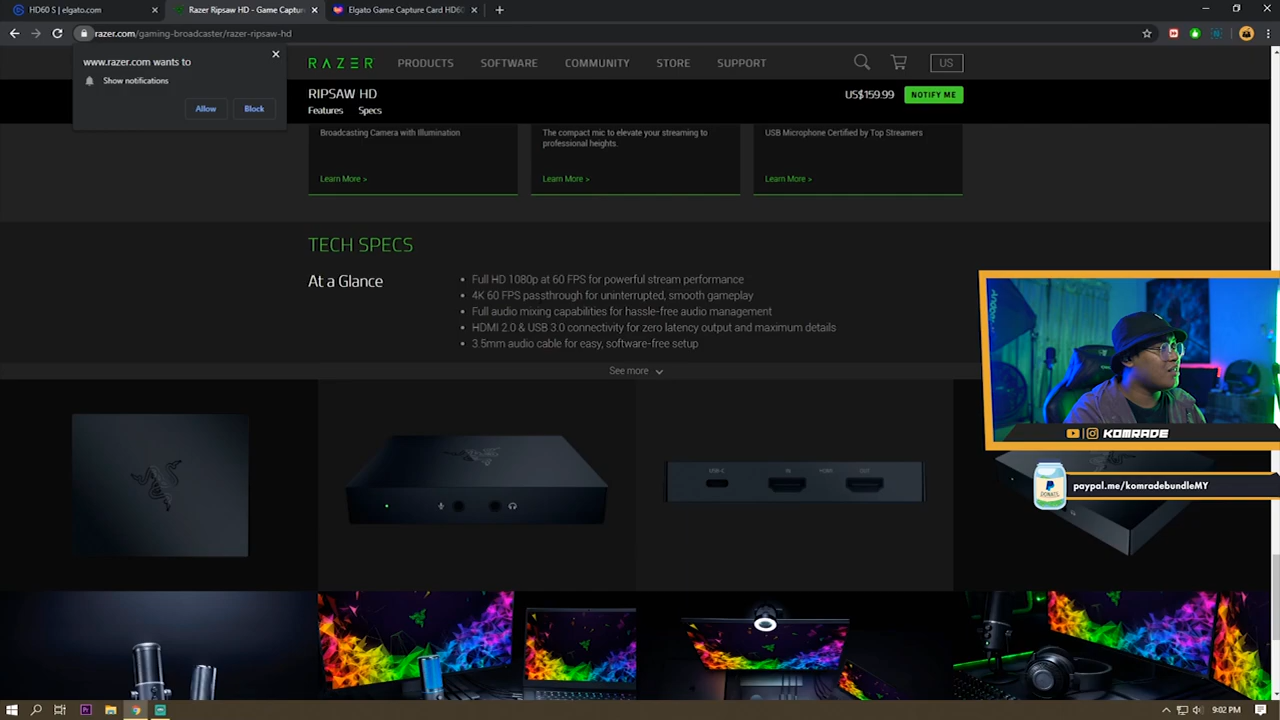 HD60 S | elgato.com
Razer Ripsaw HD - Game Captur
Elgato Game Capture Card HD60
razer.com/gaming-broadcaster/razer-ripsaw-hd
www.razer.com wants to
Show notifications
Allow
Block
RAZER
PRODUCTS
SOFTWARE
COMMUNITY
STORE
SUPPORT
US
RIPSAW HD
US$159.99
NOTIFY ME
Features
Specs
Broadcasting Camera with Illumination
The compact mic to elevate your streaming to
professional heights.
USB Microphone Certified by Top Streamers
Learn More >
Learn More >
Learn More >
TECH SPECS
At a Glance
Full HD 1080p at 60 FPS for powerful stream performance
4K 60 FPS passthrough for uninterrupted, smooth gameplay
Full audio mixing capabilities for hassle-free audio management
HDMI 2.0 & USB 3.0 connectivity for zero latency output and maximum details
3.5mm audio cable for easy, software-free setup
See more
KOMRADE
USB-C
IN
HDMI
OUT
DONATE
paypal.me/komradebundleMY
9:02 PM